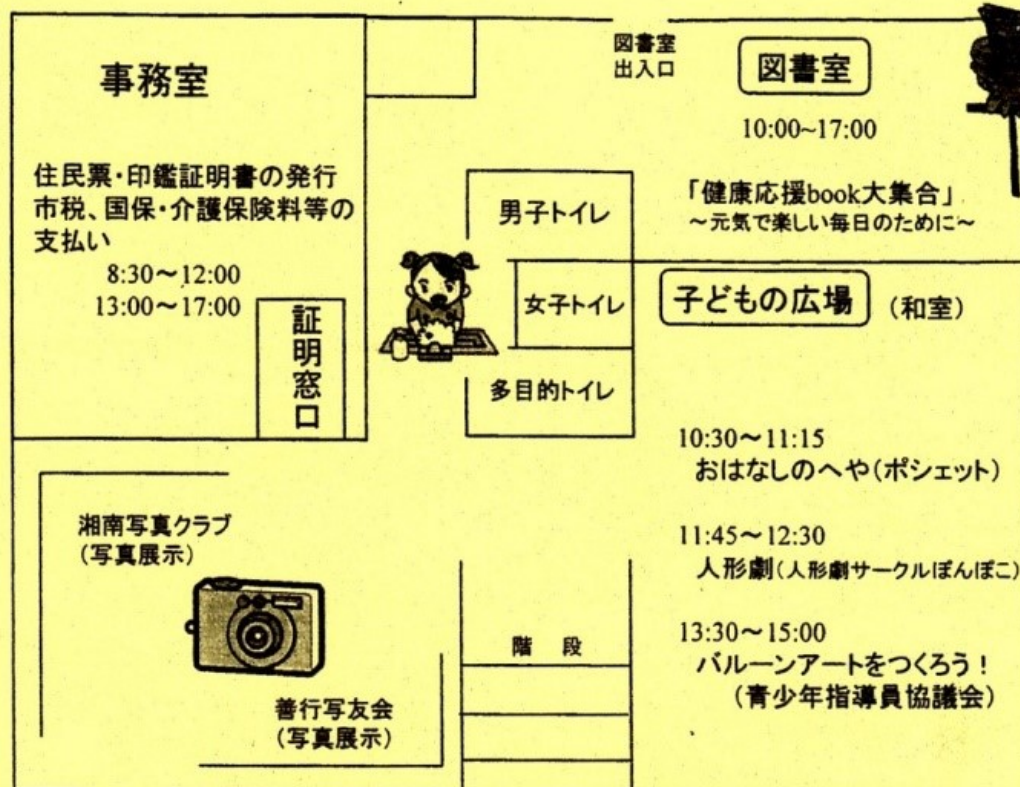 事務室
住民票・印鑑証明書の発行
市税、国保・介護保険料等の
支払い
8:30～12:00
13:00～17:00
証明窓口
図書室
出入口
図書室
10:00~17:00
「健康応援book大集合」
～元気で楽しい毎日のために～
男子トイレ
女子トイレ
多目的トイレ
子どもの広場 (和室)
10:30～11:15
おはなしのへや(ポシェット)
11:45～12:30
人形劇(人形劇サークルぽんぽこ)
13:30～15:00
バルーンアートをつくろう！
(青少年指導員協議会)
湘南写真クラブ
(写真展示)
善行写友会
(写真展示)
階 段